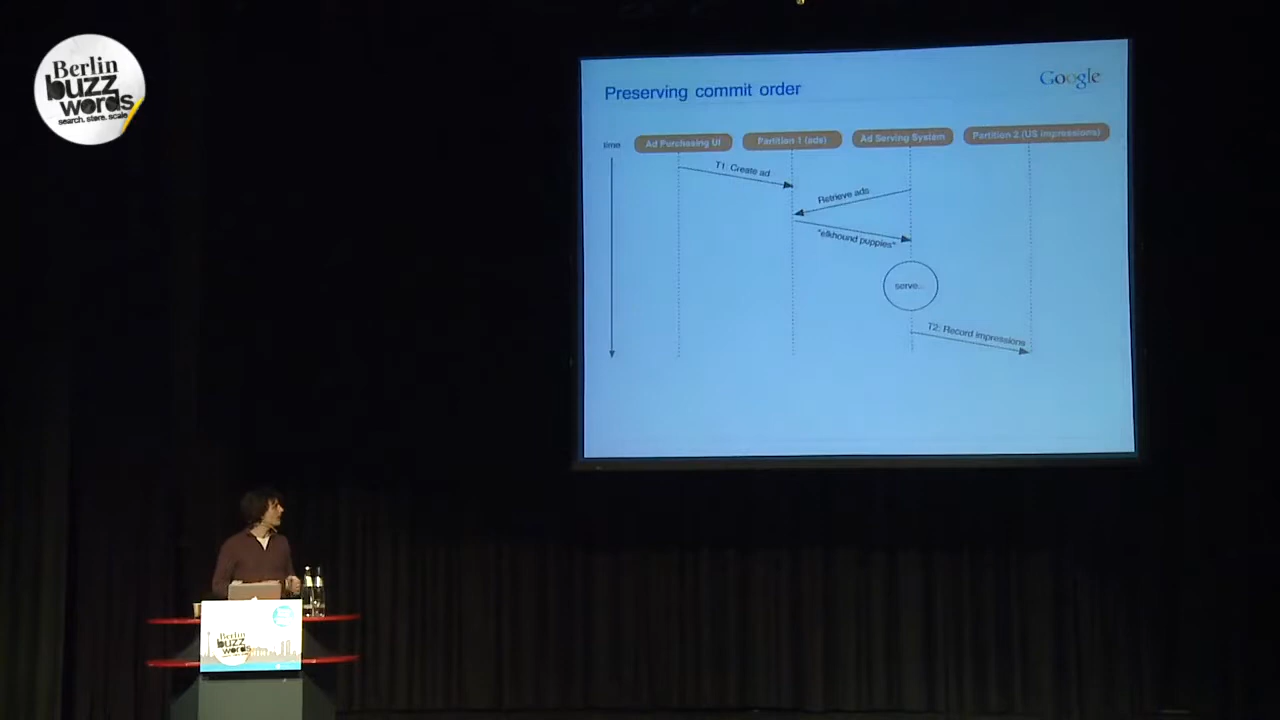 Berlin
buzz
words
search. store. scale
Preserving commit order
Google
time
Ad Purchasing UI
Partition 1 (ads)
Ad Serving System
Partition 2 (US impressions)
T1: Create ad
Retrieve ads
"elkhound puppies"
serve...
T2: Record impressions
Berlin
buzz
words